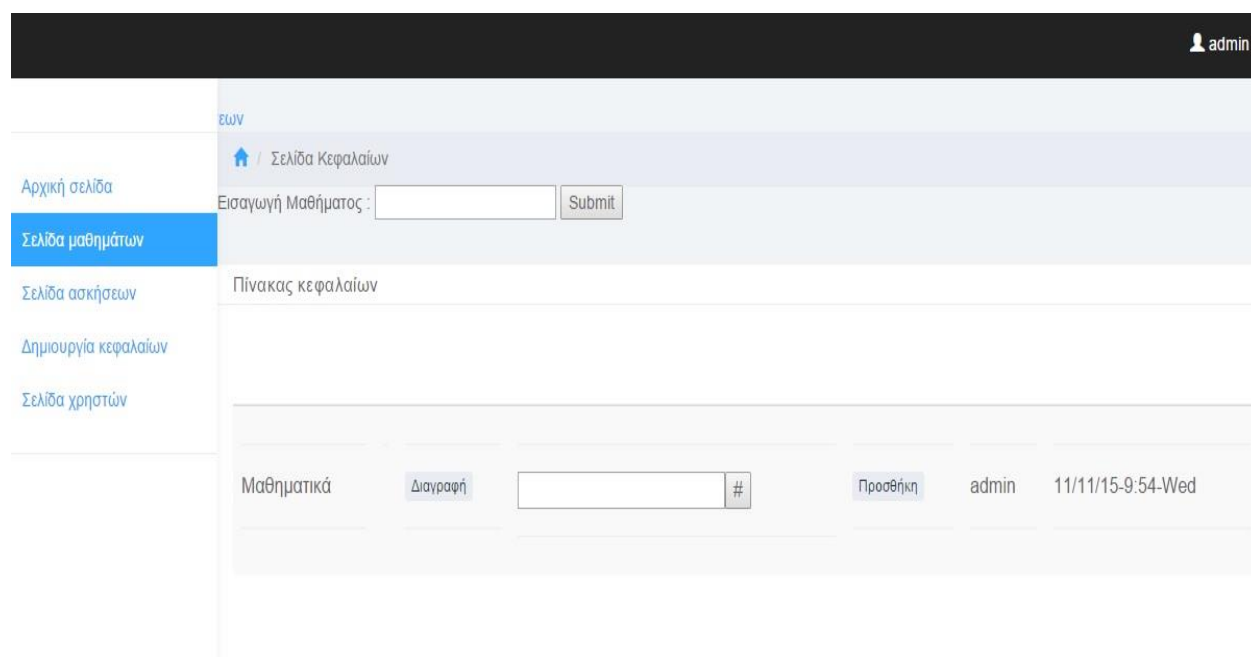 admin
εων
/ Σελίδα Κεφαλαίων
Εισαγωγή Μαθήματος : Submit
Αρχική σελίδα
Σελίδα μαθημάτων
Σελίδα ασκήσεων
Δημιουργία κεφαλαίων
Σελίδα χρηστών
Πίνακας κεφαλαίων
Μαθηματικά Διαγραφή # Προσθήκη admin 11/11/15-9:54-Wed